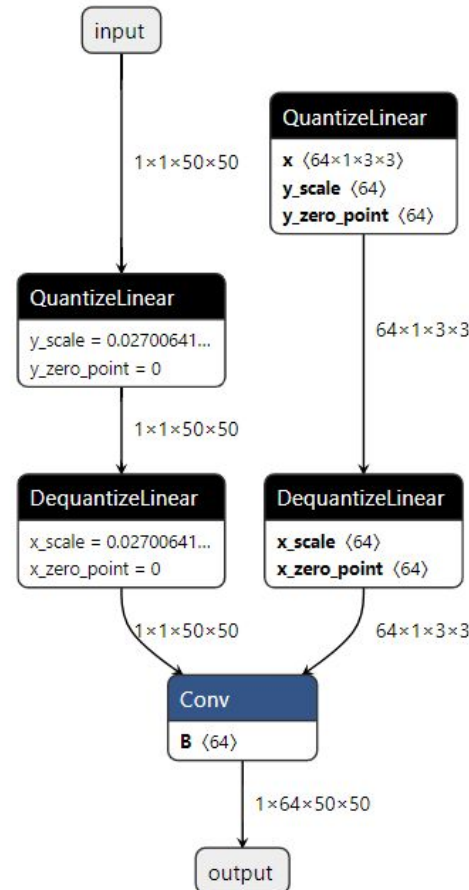 input
1×1×50×50
QuantizeLinear
x ⟨64×1×3×3⟩
y_scale ⟨64⟩
y_zero_point ⟨64⟩
QuantizeLinear
y_scale = 0.02700641...
y_zero_point = 0
64×1×3×3
1×1×50×50
DequantizeLinear
x_scale = 0.02700641...
x_zero_point = 0
DequantizeLinear
x_scale ⟨64⟩
x_zero_point ⟨64⟩
1×1×50×50
64×1×3×3
Conv
B ⟨64⟩
1×64×50×50
output